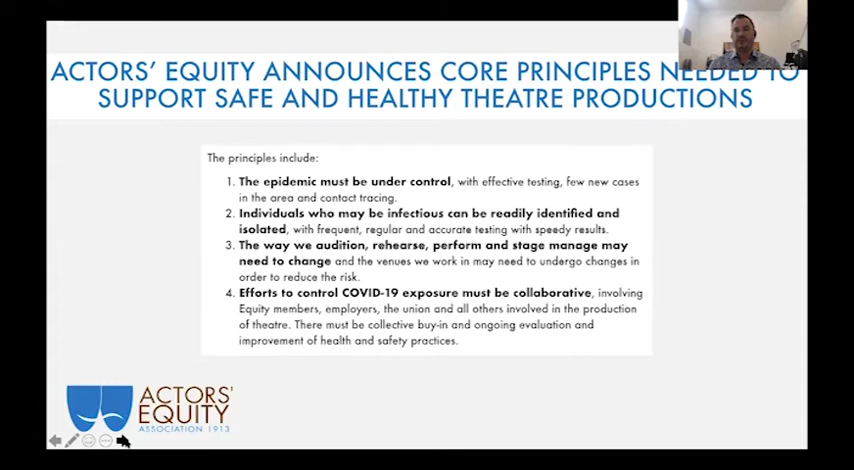 ACTORS' EQUITY ANNOUNCES CORE PRINCIPLES NEEDED TO
SUPPORT SAFE AND HEALTHY THEATRE PRODUCTIONS
The principles include:
1. The epidemic must be under control, with effective testing, few new cases
in the area and contact tracing.
2. Individuals who may be infectious can be readily identified and
isolated, with frequent, regular and accurate testing with speedy results.
3. The way we audition, rehearse, perform and stage manage may
need to change and the venues we work in may need to undergo changes in
order to reduce the risk.
4. Efforts to control COVID-19 exposure must be collaborative, involving
Equity members, employers, the union and all others involved in the production
of theatre. There must be collective buy-in and ongoing evaluation and
improvement of health and safety practices.
ACTORS'
EQUITY
ASSOCIATION 1913